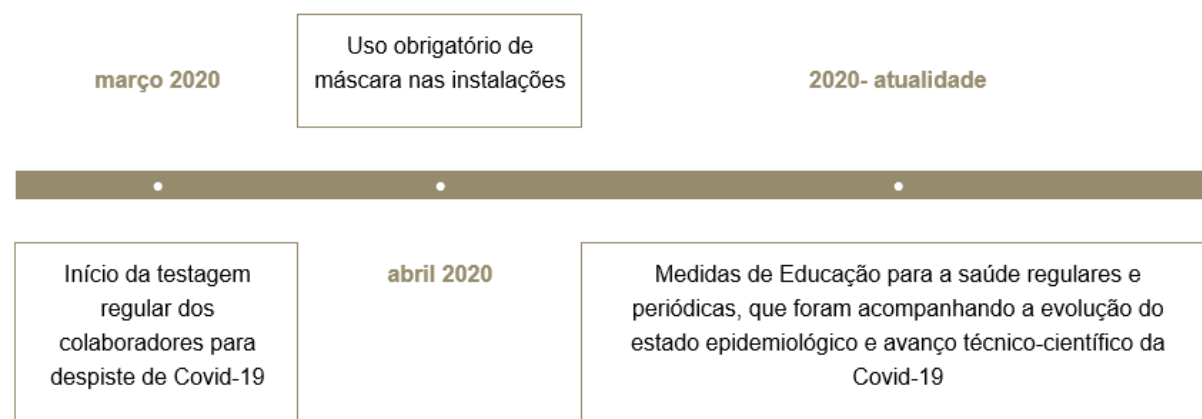 março 2020
Uso obrigatório de
máscara nas instalações
2020- atualidade
Início da testagem
regular dos
colaboradores para
despiste de Covid-19
abril 2020
Medidas de Educação para a saúde regulares e
periódicas, que foram acompanhando a evolução do
estado epidemiológico e avanço técnico-científico da
Covid-19